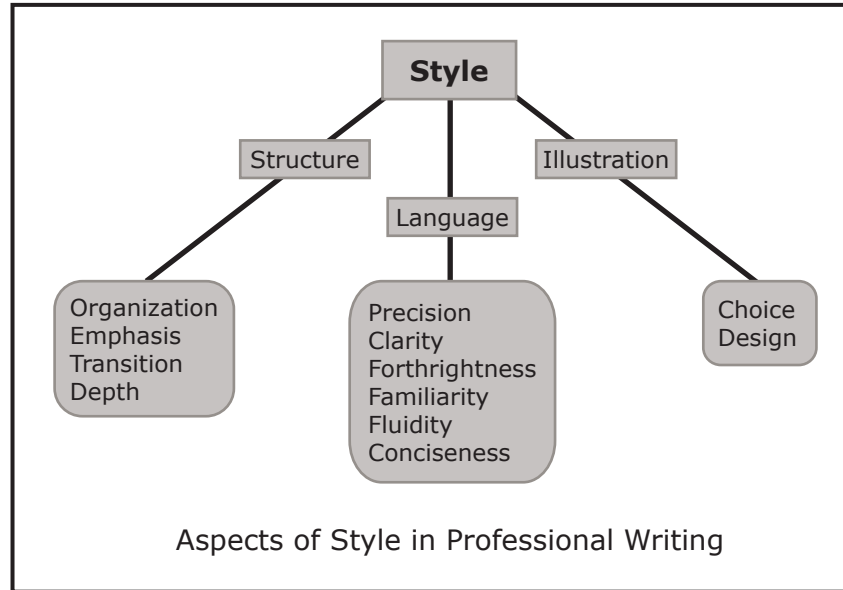 Style
Structure
Illustration
Language
Organization
Emphasis
Transition
Depth
Precision
Clarity
Forthrightness
Familiarity
Fluidity
Conciseness
Choice
Design
Aspects of Style in Professional Writing